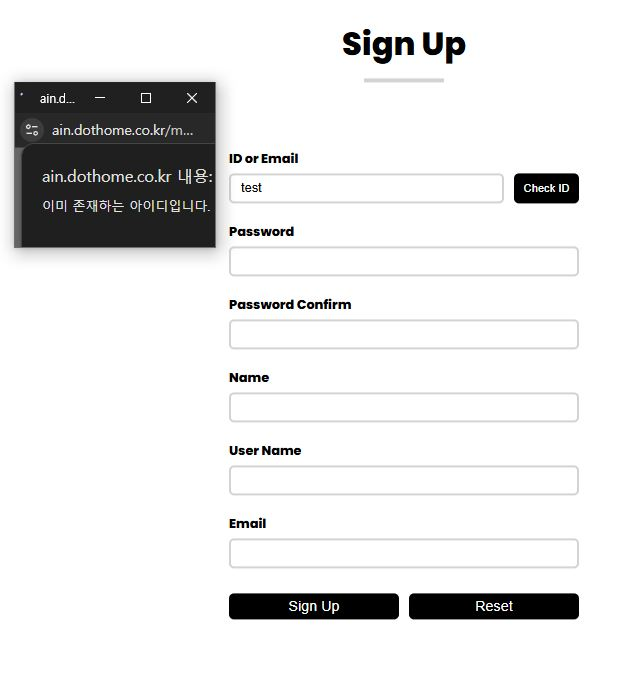 Sign Up
ain.d...
ain.dothome.co.kr/m...
ain.dothome.co.kr 내용:
이미 존재하는 아이디입니다.
ID or Email
test
Check ID
Password
Password Confirm
Name
User Name
Email
Sign Up
Reset